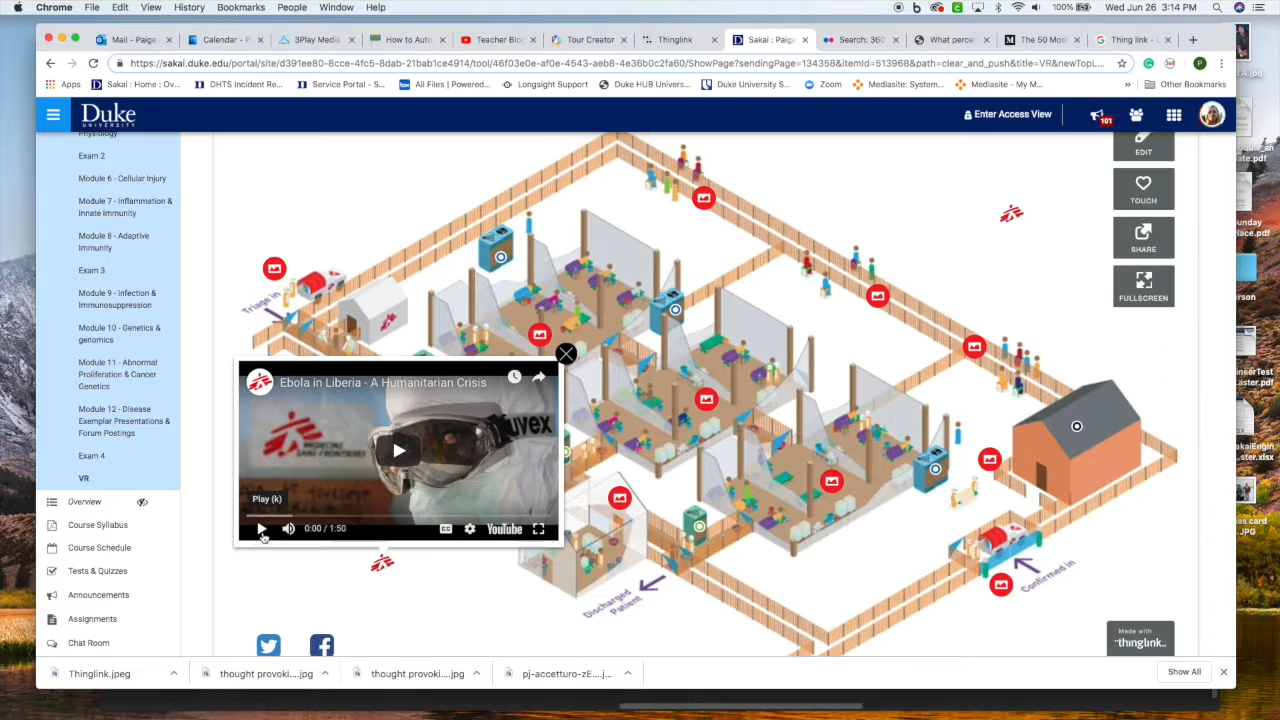 Chrome File Edit View History Bookmarks People Window Help 100% Wed Jun 26 3:14 PM
Mail - Paige Calendar - P 3Play Media How to Auto Teacher Blog Tour Creator Thinglink Sakai : Paige Search: 360 What percen The 50 Most Thing link -
https://sakai.duke.edu/portal/site/d391ee80-8cce-4fc5-8dab-21bab1ce4914/tool/46f03e0e-af0e-4543-aeb8-4e36b0c2fa60/ShowPage?sendingPage=134358&itemId=513968&path=clear_and_push&title=VR&newTopL...
Apps Sakai : Home : Ov... DHTS Incident Re... Service Portal - S... All Files | Powered... Longsight Support Duke HUB Univer... Duke University S... Zoom Mediasite: System... Mediasite - My M... » Other Bookmarks
Duke
UNIVERSITY
Enter Access View
101
Physiology
Exam 2
Module 6 - Cellular Injury
Module 7 - Inflammation &
Innate Immunity
Module 8 - Adaptive
Immunity
Exam 3
Module 9 - Infection &
Immunosuppression
Module 10 - Genetics &
genomics
Module 11 - Abnormal
Proliferation & Cancer
Genetics
Module 12 - Disease
Exemplar Presentations &
Forum Postings
Exam 4
VR
Overview
Course Syllabus
Course Schedule
Tests & Quizzes
Announcements
Assignments
Chat Room
EDIT
TOUCH
SHARE
FULLSCREEN
Triage in
Ebola in Liberia - A Humanitarian Crisis
uvex
Play (k)
0:00 / 1:50
CC
YouTube
Discharged
Patient
Confirmed in
Made with
"thinglink..
Thinglink.jpeg
thought provoki....jpg
thought provoki....jpg
pj-accetturo-zE....j...
Show All